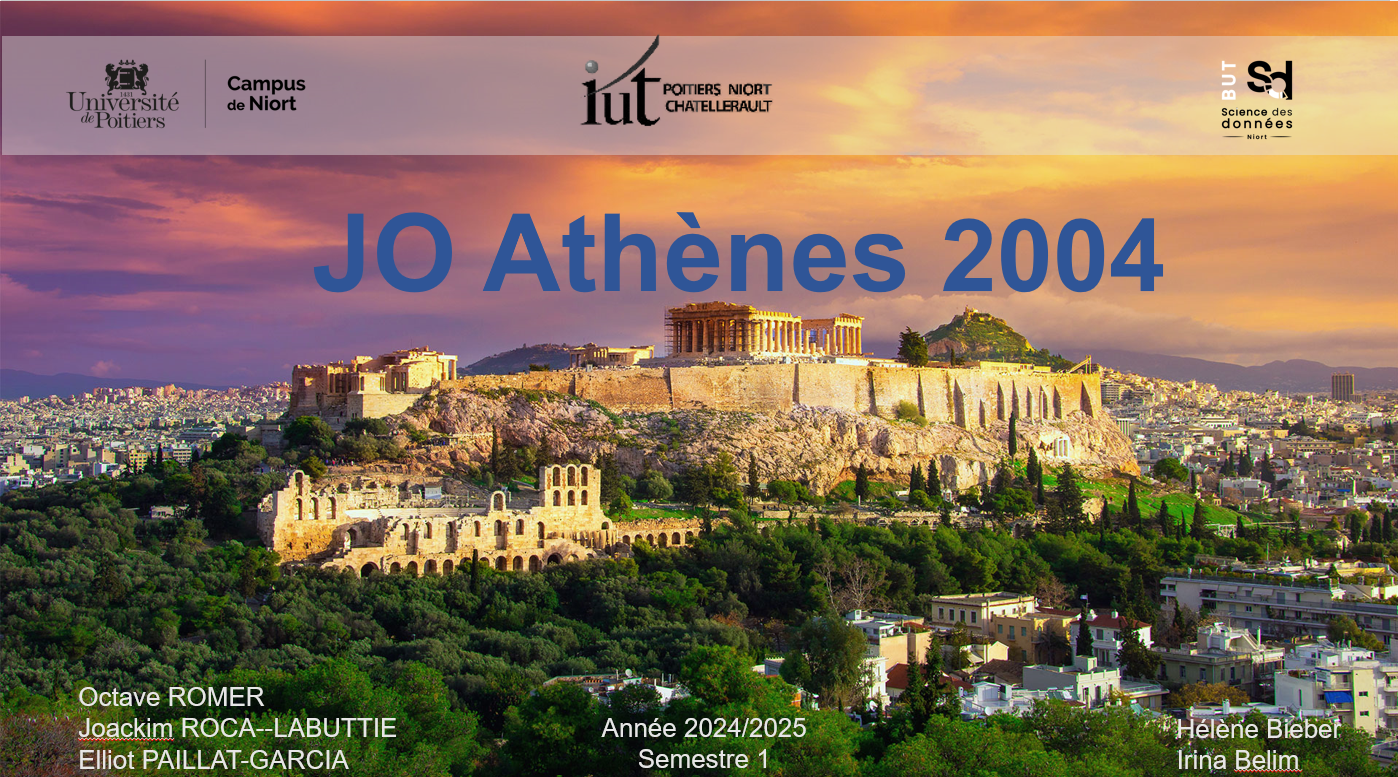 1431
Université
de Poitiers
Campus
de Niort
iut
POITIERS NIORT
CHATELLERAULT
BUT
Sd
Science des
données
Niort
JO Athènes 2004
Octave ROMER
Joackim ROCA--LABUTTIE
Elliot PAILLAT-GARCIA
Année 2024/2025
Semestre 1
Hélène Bieber
Irina Belim